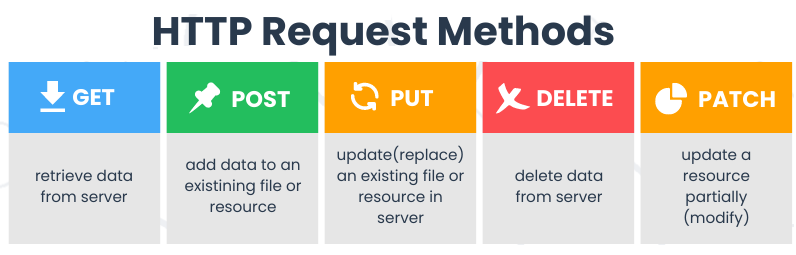 HTTP Request Methods
GET
retrieve data
from server
POST
add data to an
existining file or
resource
PUT
update(replace)
an existing file or
resource in
server
DELETE
delete data
from server
PATCH
update a
resource
partially
(modify)